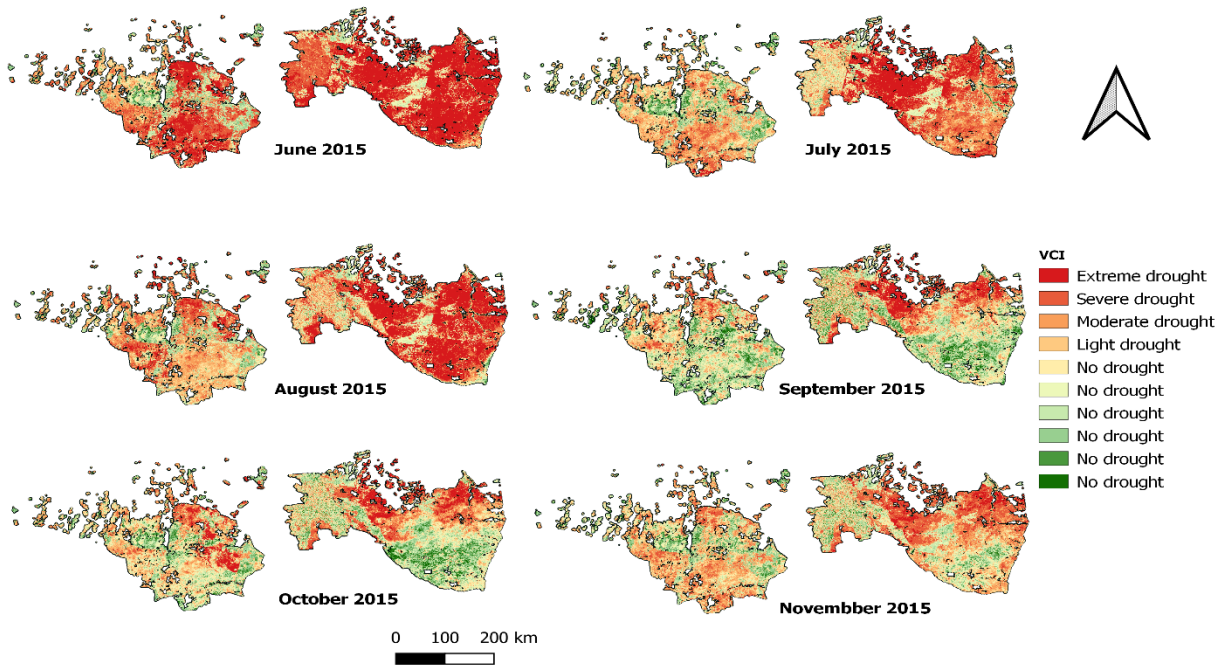 June 2015
July 2015
August 2015
September 2015
October 2015
Novembber 2015
VCI
Extreme drought
Severe drought
Moderate drought
Light drought
No drought
No drought
No drought
No drought
No drought
No drought
0 100 200 km